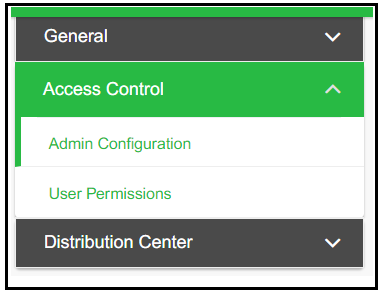 General
Access Control
Admin Configuration
User Permissions
Distribution Center